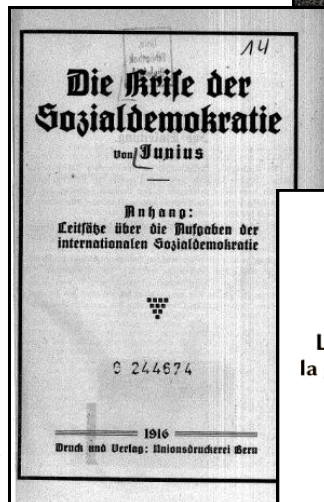 14
Die Krise der
Sozialdemokratie
von Junius
Anhang:
Leitsätze über die Aufgaben der
internationalen Sozialdemokratie
G 244674
1916
Druck und Verlag: Unionsdruckerei Bern
L
la